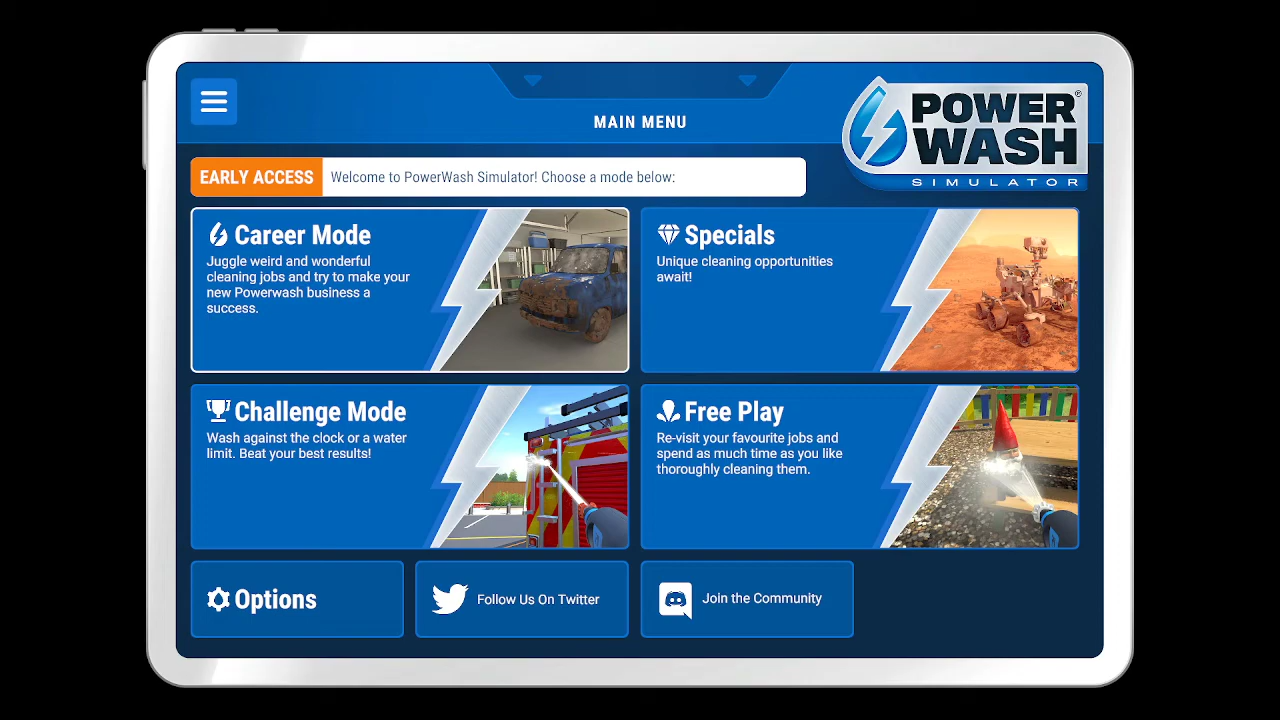 MAIN MENU
POWER
WASH
SIMULATOR
EARLY ACCESS Welcome to PowerWash Simulator! Choose a mode below:
Career Mode
Juggle weird and wonderful
cleaning jobs and try to make your
new Powerwash business a
success.
Specials
Unique cleaning opportunities
await!
Challenge Mode
Wash against the clock or a water
limit. Beat your best results!
Free Play
Re-visit your favourite jobs and
spend as much time as you like
thoroughly cleaning them.
Options
Follow Us On Twitter
Join the Community